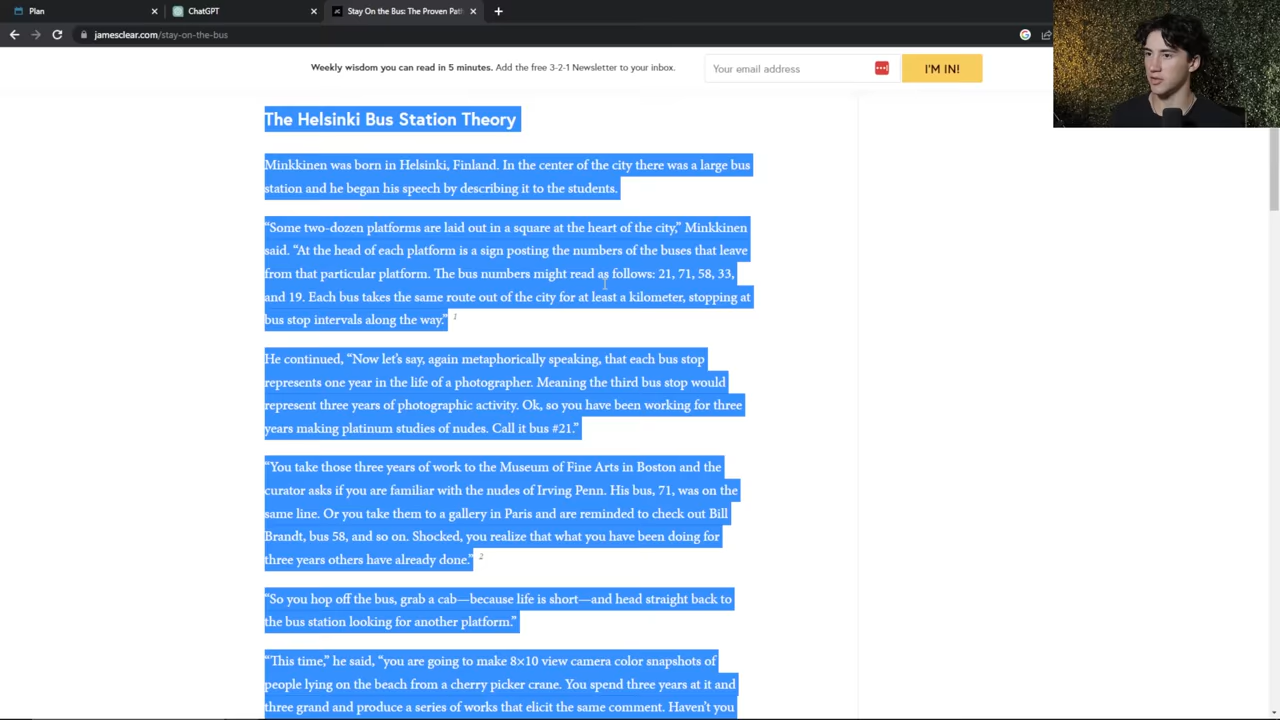 Plan
ChatGPT
Stay On the Bus: The Proven Pat
jamesclear.com/stay-on-the-bus
Weekly wisdom you can read in 5 minutes. Add the free 3-2-1 Newsletter to your inbox.
Your email address
I'M IN!
The Helsinki Bus Station Theory
Minkkinen was born in Helsinki, Finland. In the center of the city there was a large bus
station and he began his speech by describing it to the students.
“Some two-dozen platforms are laid out in a square at the heart of the city,” Minkkinen
said. “At the head of each platform is a sign posting the numbers of the buses that leave
from that particular platform. The bus numbers might read as follows: 21, 71, 58, 33,
and 19. Each bus takes the same route out of the city for at least a kilometer, stopping at
bus stop intervals along the way.” 1
He continued, “Now let’s say, again metaphorically speaking, that each bus stop
represents one year in the life of a photographer. Meaning the third bus stop would
represent three years of photographic activity. Ok, so you have been working for three
years making platinum studies of nudes. Call it bus #21.”
“You take those three years of work to the Museum of Fine Arts in Boston and the
curator asks if you are familiar with the nudes of Irving Penn. His bus, 71, was on the
same line. Or you take them to a gallery in Paris and are reminded to check out Bill
Brandt, bus 58, and so on. Shocked, you realize that what you have been doing for
three years others have already done.” 2
“So you hop off the bus, grab a cab—because life is short—and head straight back to
the bus station looking for another platform.”
“This time,” he said, “you are going to make 8×10 view camera color snapshots of
people lying on the beach from a cherry picker crane. You spend three years at it and
three grand and produce a series of works that elicit the same comment. Haven’t you